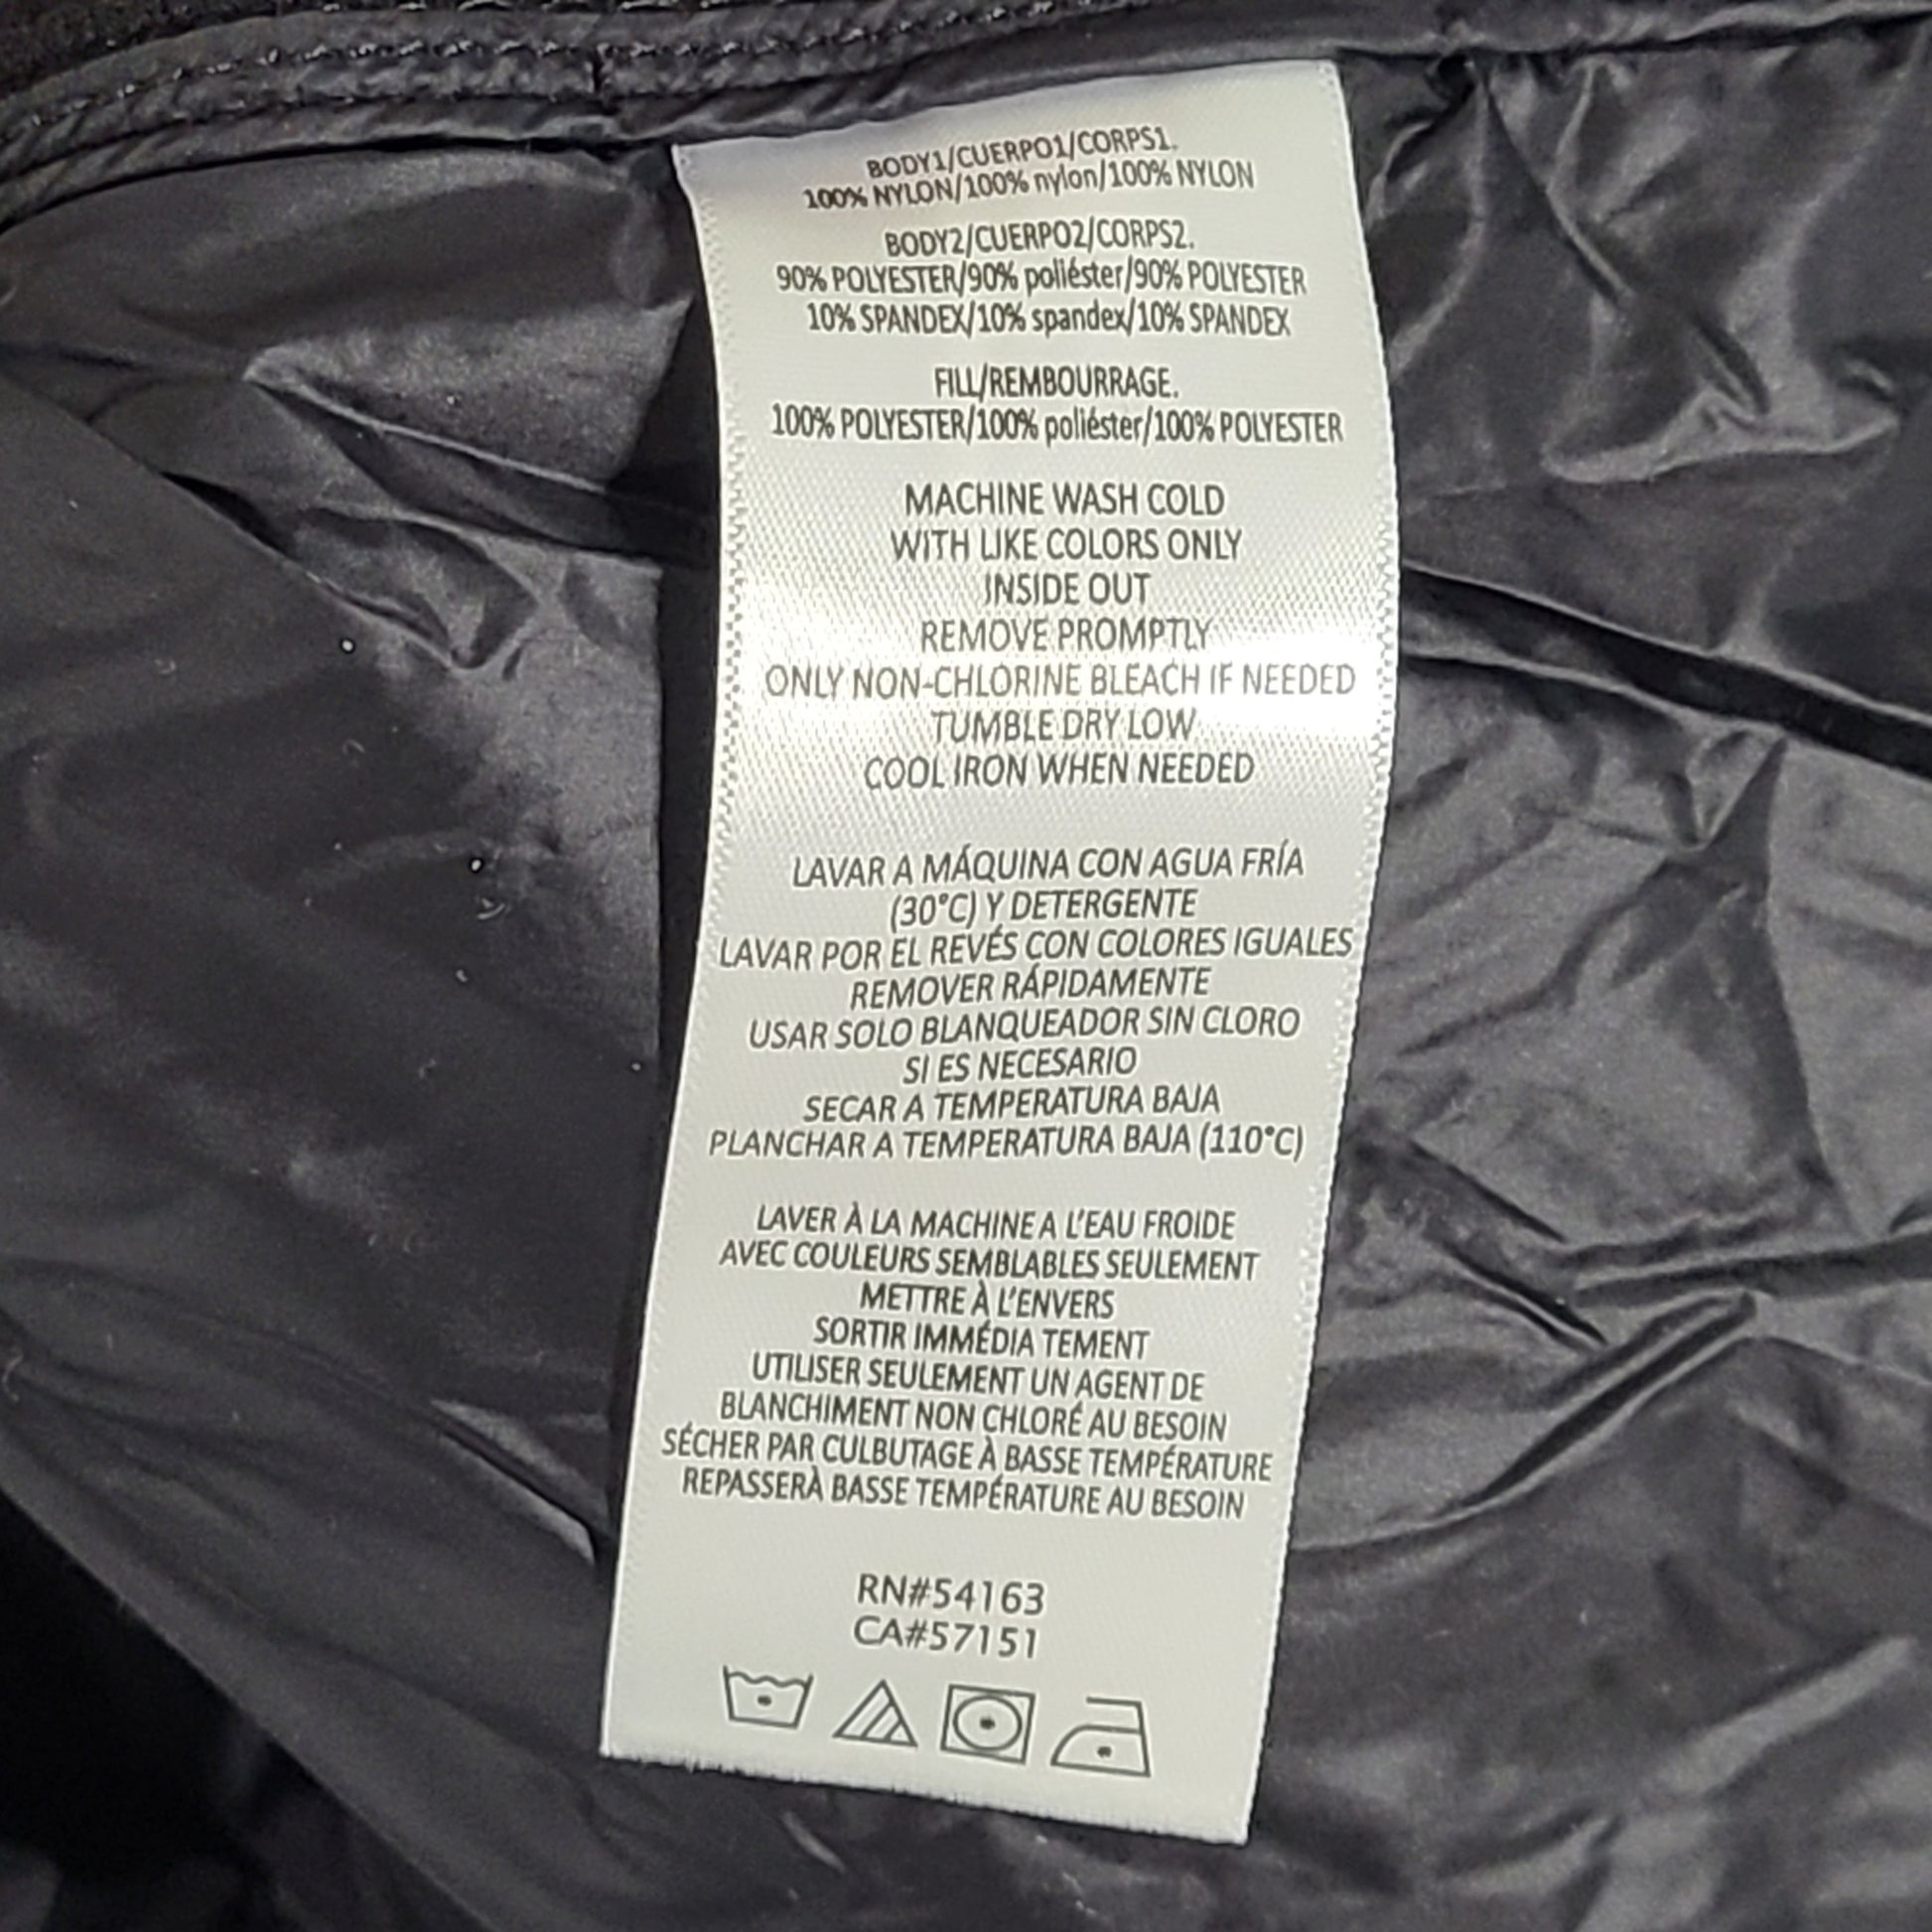 BODY1/CUERPO1/CORPS1.
100% NYLON/100% nylon/100% NYLON
BODY2/CUERPO2/CORPS2.
90% POLYESTER/90% poliéster/90% POLYESTER
10% SPANDEX/10% spandex/10% SPANDEX
FILL/REMBOURRAGE.
100% POLYESTER/100% poliéster/100% POLYESTER
MACHINE WASH COLD
WITH LIKE COLORS ONLY
INSIDE OUT
REMOVE PROMPTLY
ONLY NON-CHLORINE BLEACH IF NEEDED
TUMBLE DRY LOW
COOL IRON WHEN NEEDED
LAVAR A MÁQUINA CON AGUA FRÍA
(30°C) Y DETERGENTE
LAVAR POR EL REVÉS CON COLORES IGUALES
REMOVER RÁPIDAMENTE
USAR SOLO BLANQUEADOR SIN CLORO
SI ES NECESARIO
SECAR A TEMPERATURA BAJA
PLANCHAR A TEMPERATURA BAJA (110°C)
LAVER À LA MACHINE A L'EAU FROIDE
AVEC COULEURS SEMBLABLES SEULEMENT
METTRE À L'ENVERS
SORTIR IMMÉDIA TEMENT
UTILISER SEULEMENT UN AGENT DE
BLANCHIMENT NON CHLORÉ AU BESOIN
SÉCHER PAR CULBUTAGE À BASSE TEMPÉRATURE
REPASSERÀ BASSE TEMPÉRATURE AU BESOIN
RN#54163
CA#57151